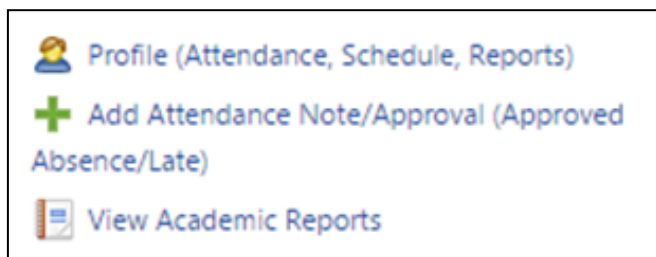 Profile (Attendance, Schedule, Reports)
Add Attendance Note/Approval (Approved
Absence/Late)
View Academic Reports